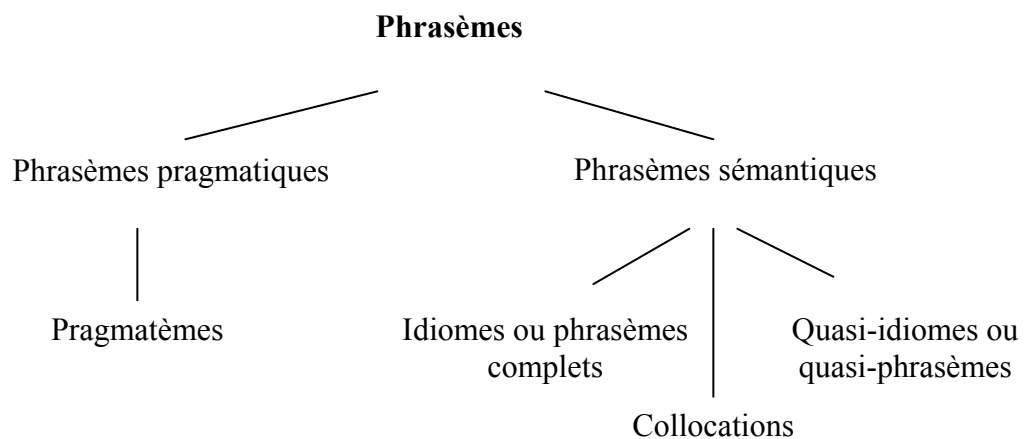 Phrasèmes
Phrasèmes pragmatiques
Phrasèmes sémantiques
Pragmatèmes
Idiomes ou phrasèmes
complets
Quasi-idiomes ou
quasi-phrasèmes
Collocations